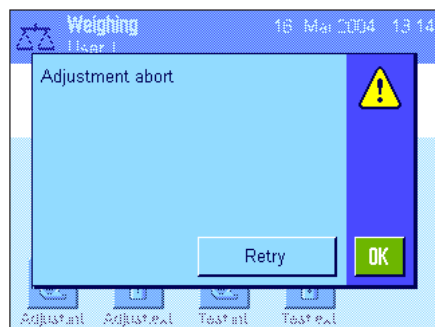 Weighing
16 Mar 2004 13:14
User 1
Adjustment abort
Retry
OK
Adjust.int Adjust.ext Test int Test ext